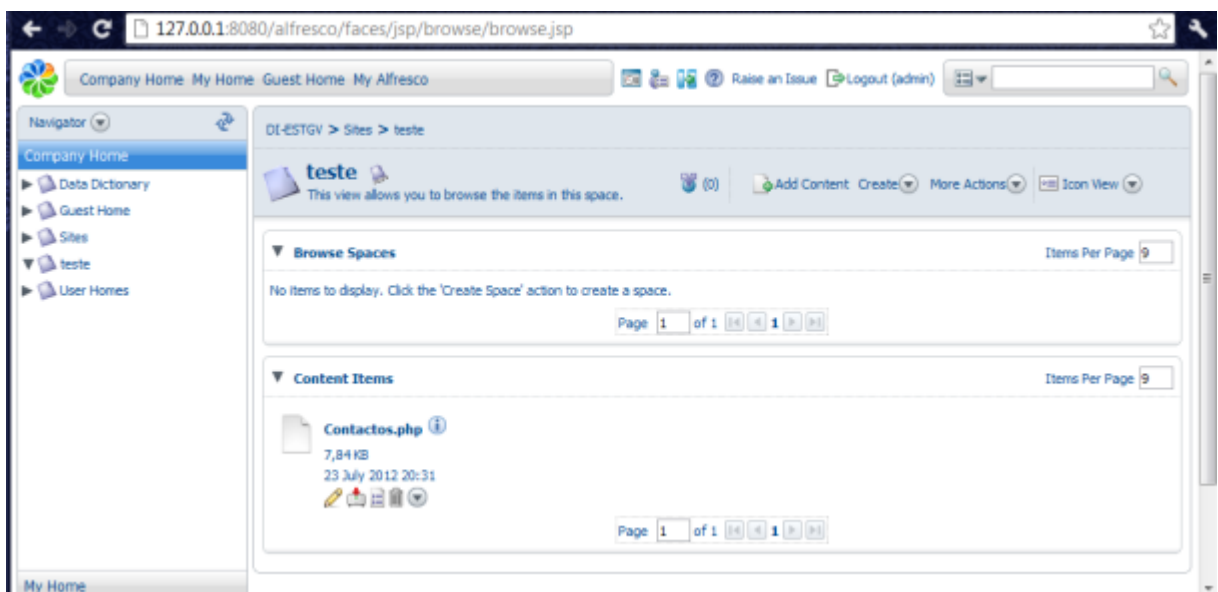 127.0.0.1:8080/alfresco/faces/jsp/browse/browse.jsp
Company Home My Home Guest Home My Alfresco
Raise an Issue Logout (admin)
Navigator
DI-ESTGV > Sites > teste
Company Home
Data Dictionary
Guest Home
Sites
teste
User Homes
My Home
teste
This view allows you to browse the items in this space.
(0) Add Content Create More Actions Icon View
Browse Spaces Items Per Page 9
No items to display. Click the 'Create Space' action to create a space.
Page 1 of 1 1
Content Items Items Per Page 9
Contactos.php
7,84 KB
23 July 2012 20:31
Page 1 of 1 1